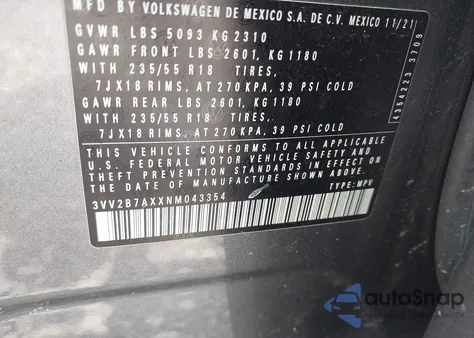 MFD BY VOLKSWAGEN DE MEXICO S.A. DE C.V. MEXICO 11/21
GVWR LBS 5093 KG 2310
GAWR FRONT LBS 2601, KG 1180
WITH 235/55 R18 TIRES,
7JX18 RIMS, AT 270 KPA, 39 PSI COLD
GAWR REAR LBS 2601, KG 1180
WITH 235/55 R18 TIRES,
7JX18 RIMS, AT 270 KPA, 39 PSI COLD
THIS VEHICLE CONFORMS TO ALL APPLICABLE
U.S. FEDERAL MOTOR VEHICLE SAFETY AND
THEFT PREVENTION STANDARDS IN EFFECT ON THE
DATE OF MANUFACTURE SHOWN ABOVE.
3VV2B7AXXNM043354
TYPE: MPV
4354223 3709
autoSnap